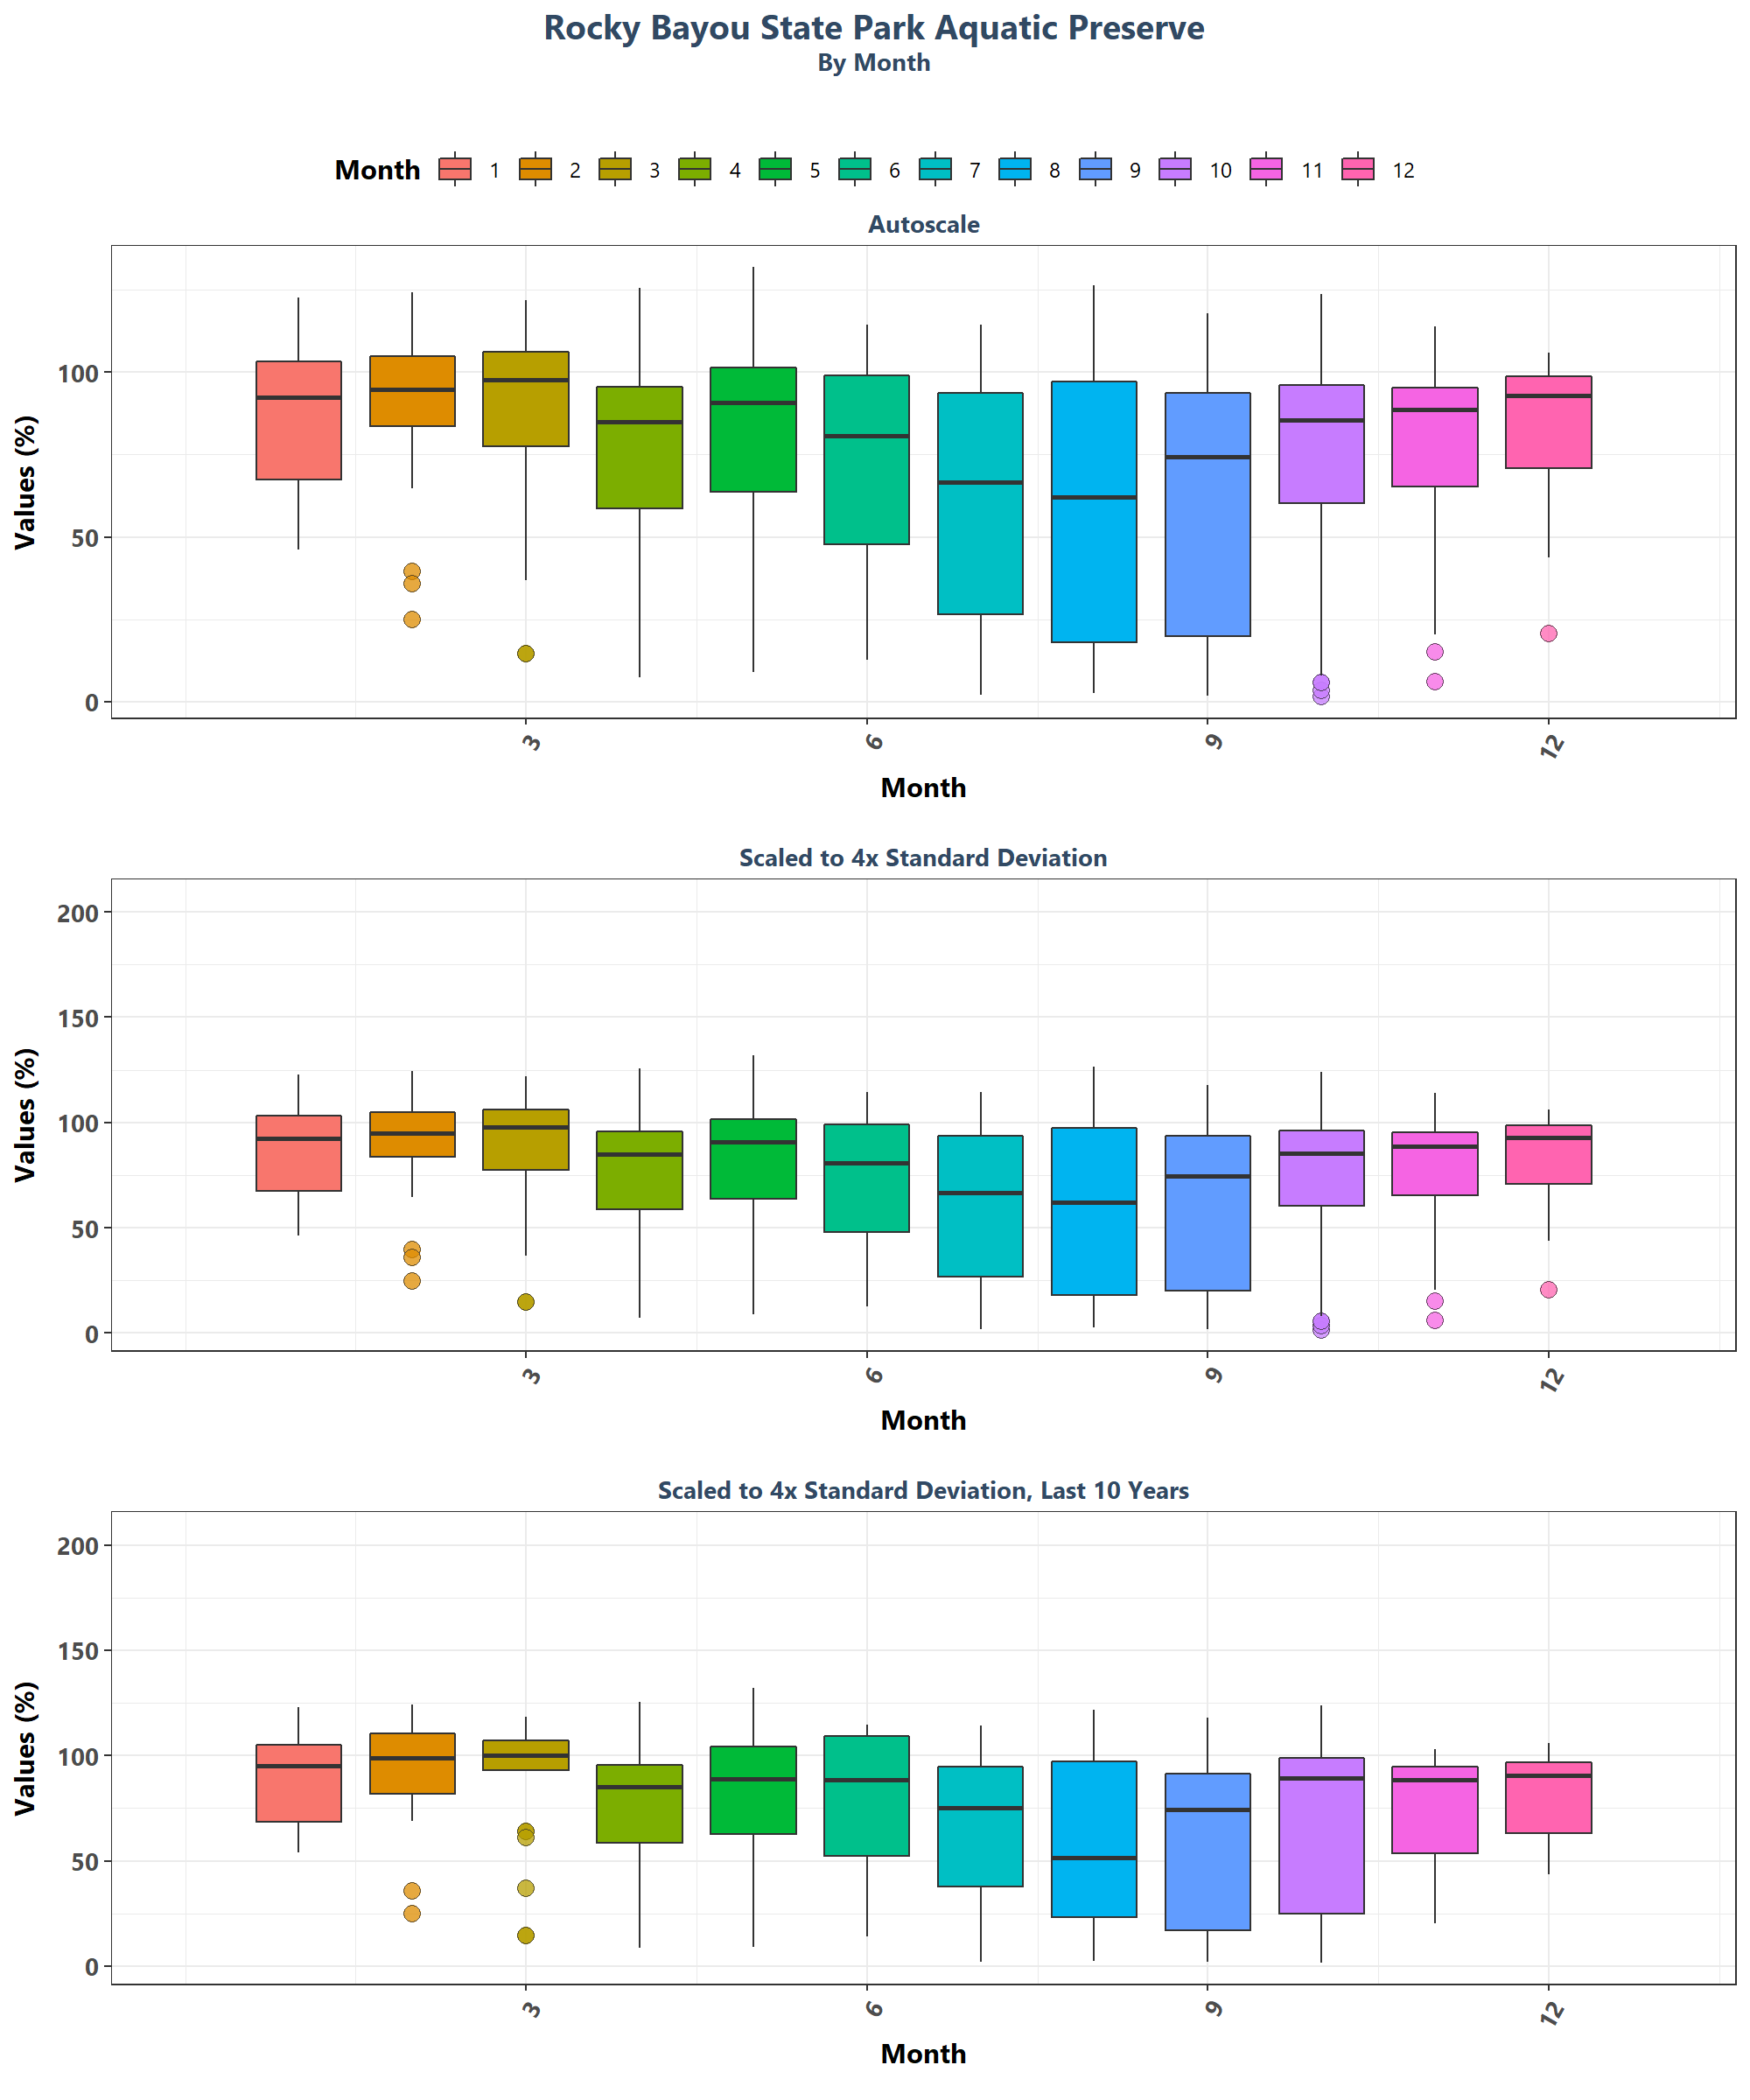 Rocky Bayou State Park Aquatic Preserve
By Month
Month 1 2 3 4 5 6 7 8 9 10 11 12
Autoscale
Values (%)
100
50
0
3 6 9 12
Month
Scaled to 4x Standard Deviation
Values (%)
200
150
100
50
0
3 6 9 12
Month
Scaled to 4x Standard Deviation, Last 10 Years
Values (%)
200
150
100
50
0
3 6 9 12
Month